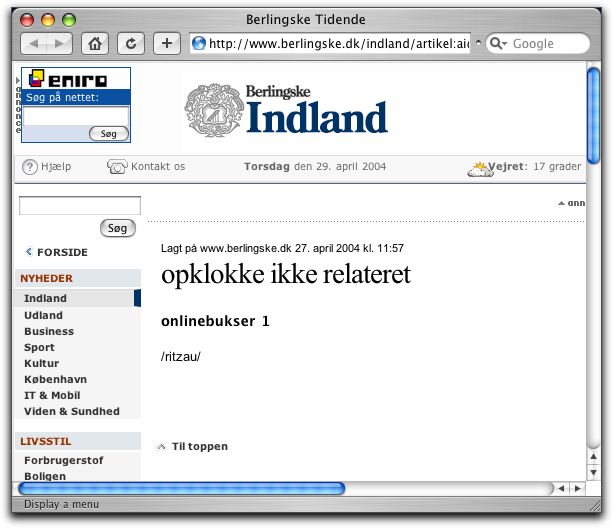 Berlingske Tidende
http://www.berlingske.dk/indland/artikel:aid
Google
annonce
eniro
Søg på nettet:
Søg
Berlingske
Indland
Hjælp
Kontakt os
Torsdag den 29. april 2004
Vejret: 17 grader
Søg
ann
FORSIDE
NYHEDER
Indland
Udland
Business
Sport
Kultur
København
IT & Mobil
Viden & Sundhed
LIVSSTIL
Forbrugerstof
Boligen
Lagt på www.berlingske.dk 27. april 2004 kl. 11:57
opklokke ikke relateret
onlinebukser 1
/ritzau/
Til toppen
Display a menu